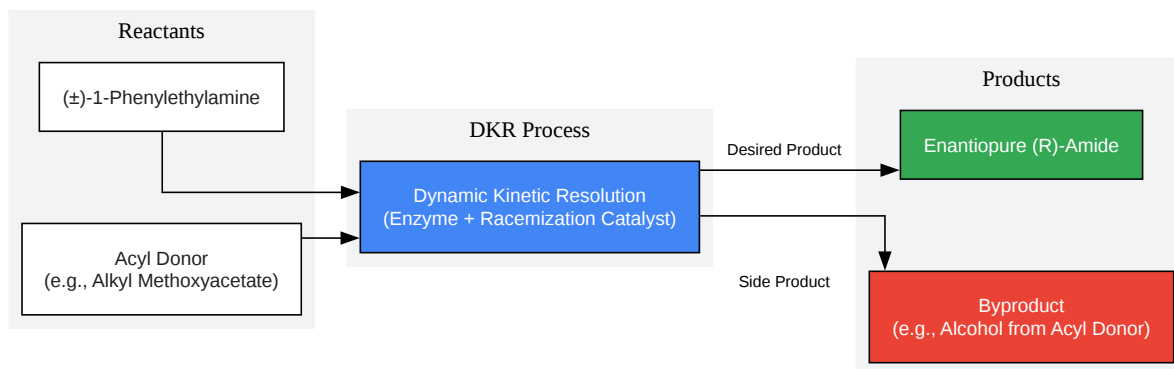 Reactants
(±)-1-Phenylethylamine
Acyl Donor
(e.g., Alkyl Methoxyacetate)
DKR Process
Dynamic Kinetic Resolution
(Enzyme + Racemization Catalyst)
Desired Product
Side Product
Products
Enantiopure (R)-Amide
Byproduct
(e.g., Alcohol from Acyl Donor)